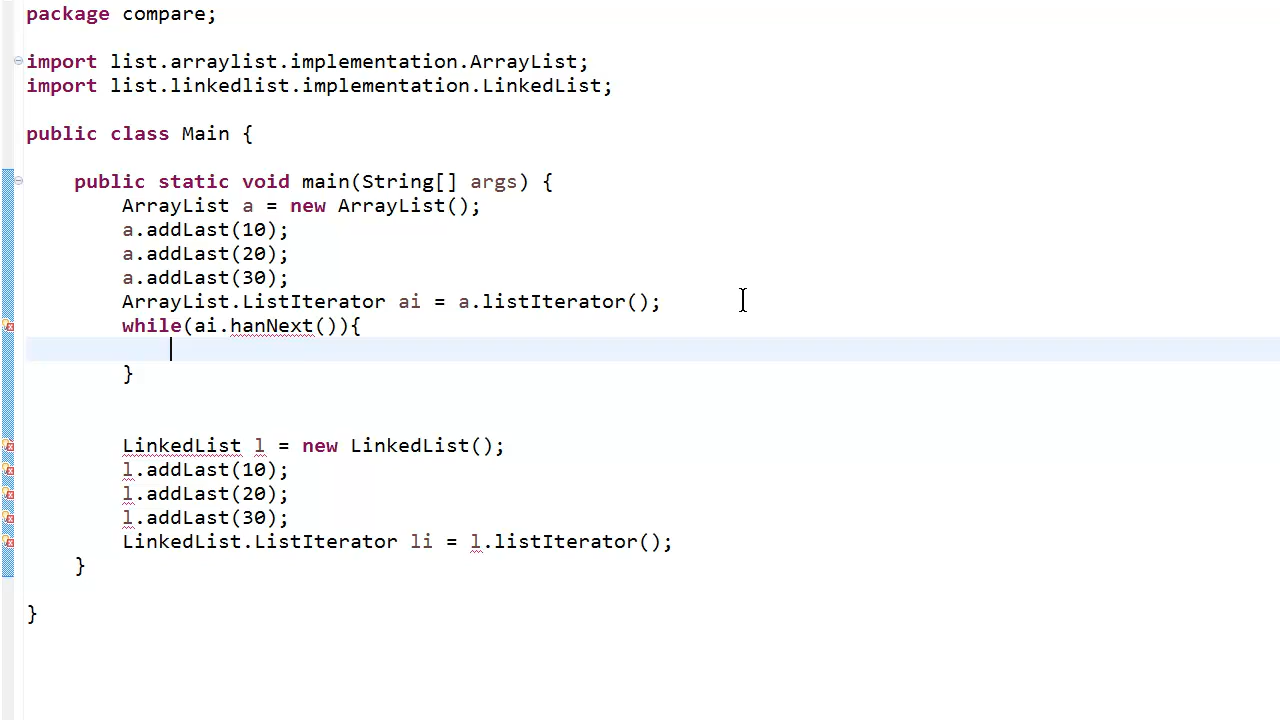 package compare;
import list.arraylist.implementation.ArrayList;
import list.linkedlist.implementation.LinkedList;
public class Main {
public static void main(String[] args) {
ArrayList a = new ArrayList();
a.addLast(10);
a.addLast(20);
a.addLast(30);
ArrayList.ListIterator ai = a.listIterator();
while(ai.hanNext()){
}
LinkedList l = new LinkedList();
l.addLast(10);
l.addLast(20);
l.addLast(30);
LinkedList.ListIterator li = l.listIterator();
}
}